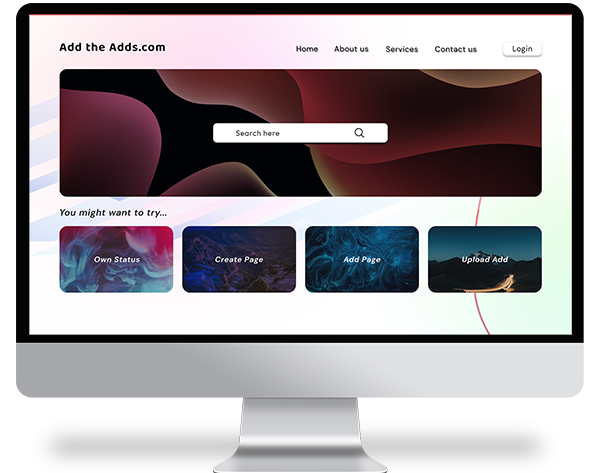 Add the Adds.com
Home About us Services Contact us Login
Search here
You might want to try...
Own Status Create Page Add Page Upload Add